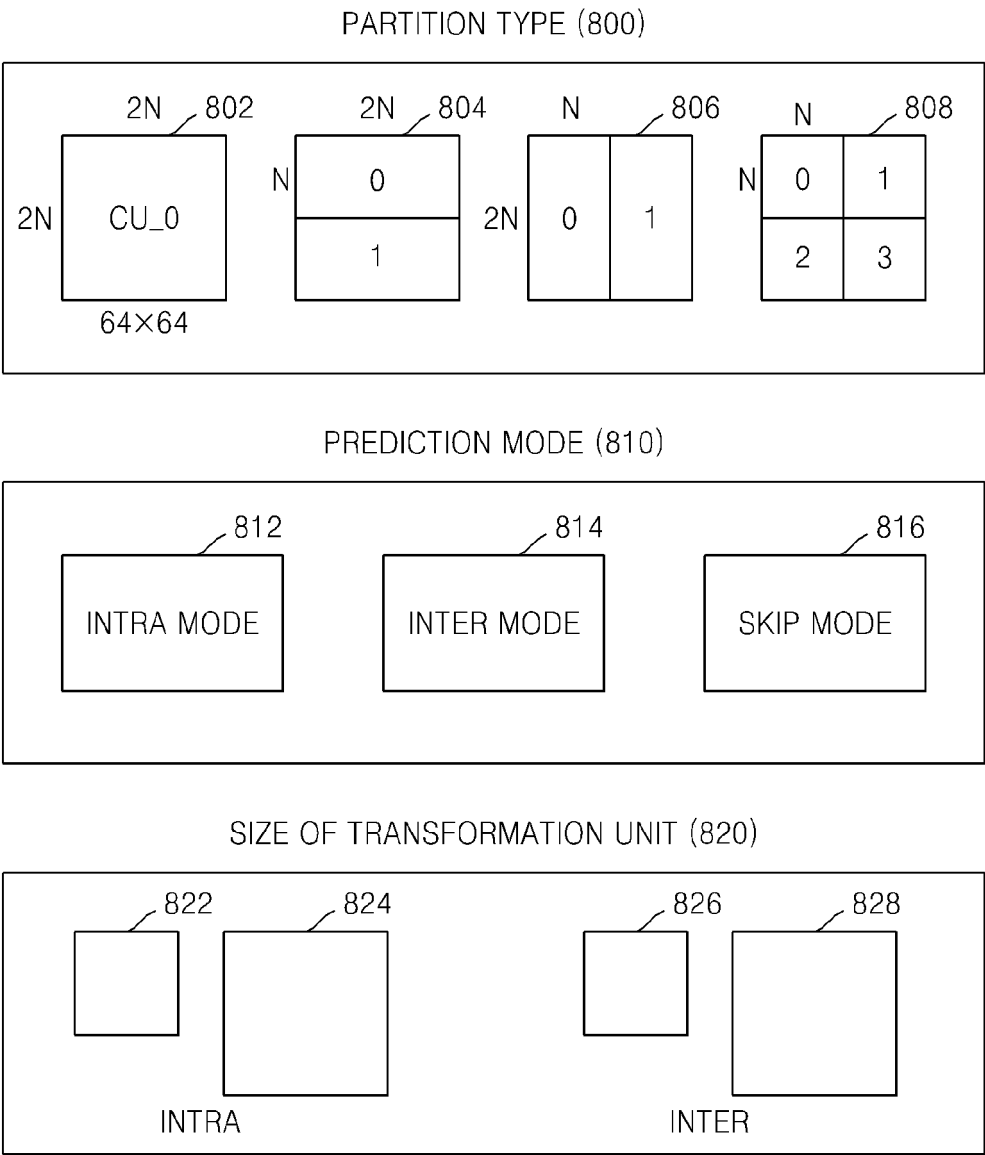 PARTITION TYPE (800)
2N 802 2N 804 N 806 N 808
2N CU_0 N 0 2N 0 1 N 0 1
1 2 3
64×64
PREDICTION MODE (810)
812 814 816
INTRA MODE INTER MODE SKIP MODE
SIZE OF TRANSFORMATION UNIT (820)
822 824 826 828
INTRA INTER